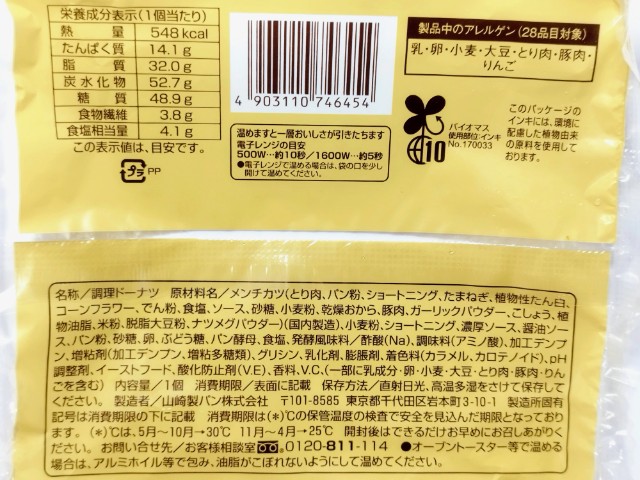 栄養成分表示(1個当たり)
熱量 548kcal
たんぱく質 14.1g
脂質 32.0g
炭水化物 52.7g
糖質 48.9g
食物繊維 3.8g
食塩相当量 4.1g
この表示値は、目安です。
プラ PP
4 903110 746454
温めますと一層おいしさが引きたちます
電子レンジの目安
500W…約10秒/1600W…約5秒
●電子レンジで温める場合は、袋の口を少し
開けて温めてください。
製品中のアレルゲン(28品目対象)
乳・卵・小麦・大豆・とり肉・豚肉・
りんご
バイオマス
使用部位:インキ
No.170033
10
このパッケージの
インキには、環境に
配慮した植物由来
の原料を使用して
おります。
名称/調理ドーナツ 原材料名/メンチカツ(とり肉、パン粉、ショートニング、たまねぎ、植物性たん白、
コーンフラワー、でん粉、食塩、ソース、砂糖、小麦粉、乾燥おから、豚肉、ガーリックパウダー、こしょう、植
物油脂、米粉、脱脂大豆粉、ナツメグパウダー)(国内製造)、小麦粉、ショートニング、濃厚ソース、醤油ソー
ス、パン粉、砂糖、卵、ぶどう糖、パン酵母、食塩、発酵風味料/酢酸(Na)、調味料(アミノ酸)、加工デンプ
ン、増粘剤(加工デンプン、増粘多糖類)、グリシン、乳化剤、膨脹剤、着色料(カラメル、カロテノイド)、pH
調整剤、イーストフード、酸化防止剤(V.E)、香料、V.C、(一部に乳成分・卵・小麦・大豆・とり肉・豚肉・りん
ごを含む) 内容量/1個 消費期限/表面に記載 保存方法/直射日光、高温多湿をさけて保存して
ください。 製造者/山崎製パン株式会社 〒101-8585 東京都千代田区岩本町3-10-1 製造所固有
記号は消費期限の下に記載 消費期限は(*)℃の保管温度の検査で安全を見込んだ期限となっており
ます。(*)℃は、5月〜10月→30℃ 11月〜4月→25℃ 開封後はできるだけお早めにお召しあがりく
ださい。 お問い合せ先/お客様相談室 0120-811-114 ●オーブントースター等で温める
場合は、アルミホイル等で包み、油脂がこぼれないようにして温めてください。